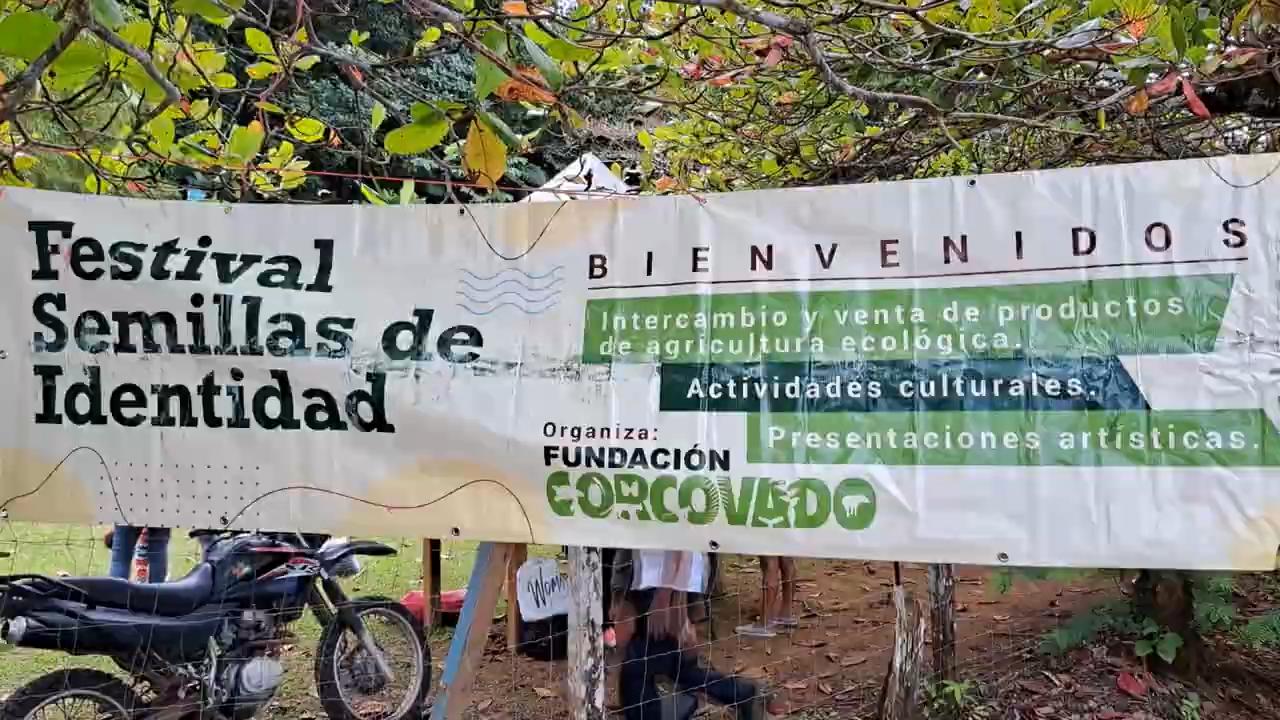 Festival
Semillas de
Identidad
BIENVENIDOS
Intercambio y venta de productos
de agricultura ecológica.
Actividades culturales.
Presentaciones artísticas.
Organiza:
FUNDACIÓN
CORCOVADO